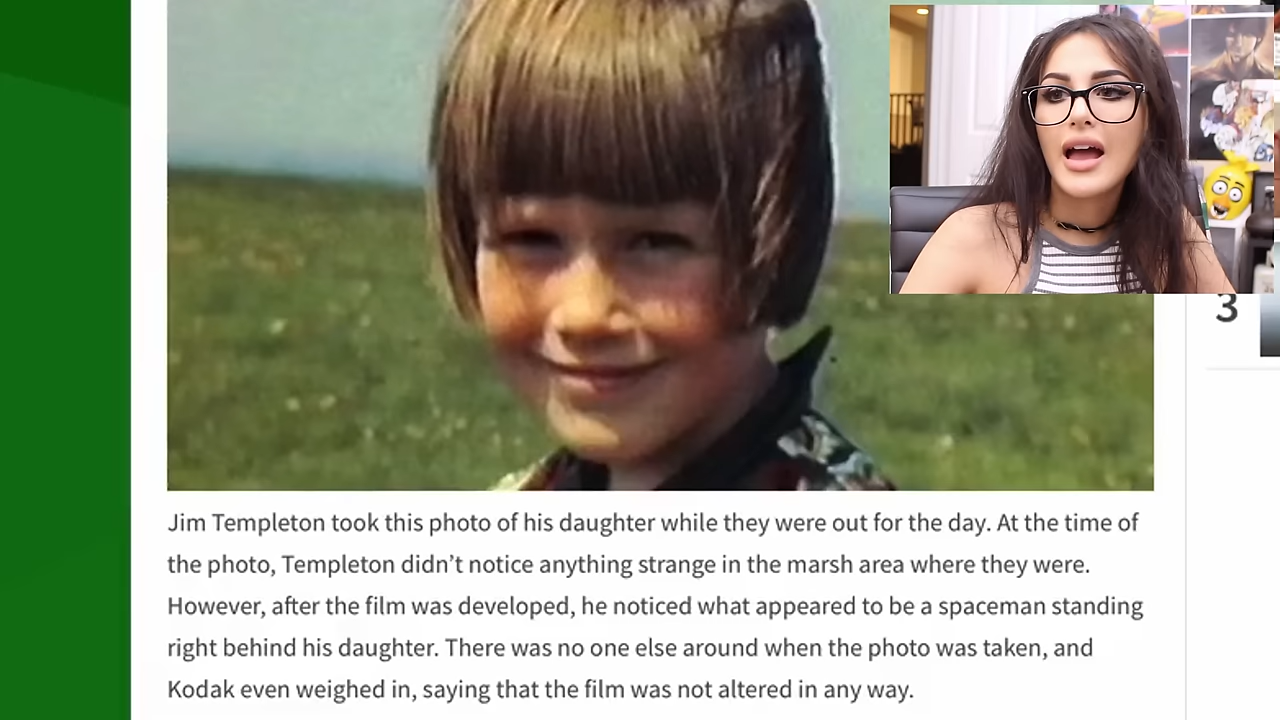 3
Jim Templeton took this photo of his daughter while they were out for the day. At the time of
the photo, Templeton didn’t notice anything strange in the marsh area where they were.
However, after the film was developed, he noticed what appeared to be a spaceman standing
right behind his daughter. There was no one else around when the photo was taken, and
Kodak even weighed in, saying that the film was not altered in any way.